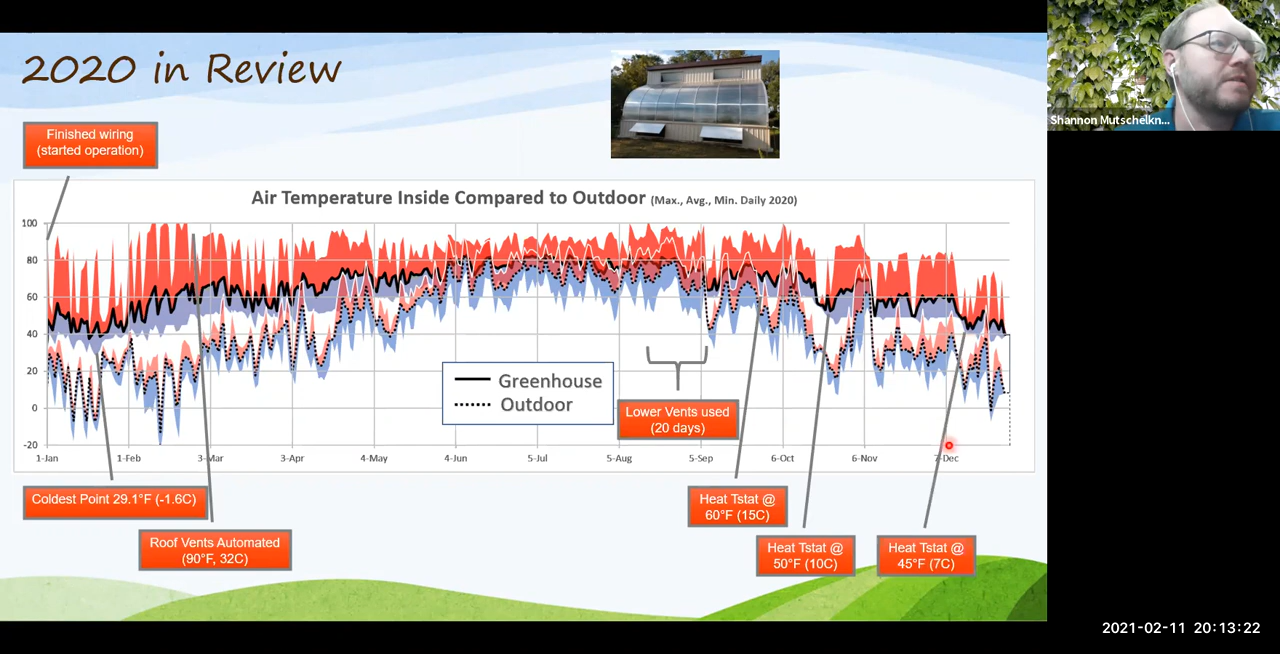 2020 in Review
Shannon Mutschelkn...
Finished wiring
(started operation)
Air Temperature Inside Compared to Outdoor (Max., Avg., Min. Daily 2020)
100
80
60
40
20
0
-20
Greenhouse
Outdoor
Lower Vents used
(20 days)
1-Jan 1-Feb 3-Mar 3-Apr 4-May 4-Jun 5-Jul 5-Aug 5-Sep 6-Oct 6-Nov 7-Dec
Coldest Point 29.1°F (-1.6C)
Roof Vents Automated
(90°F, 32C)
Heat Tstat @
60°F (15C)
Heat Tstat @
50°F (10C)
Heat Tstat @
45°F (7C)
2021-02-11 20:13:22